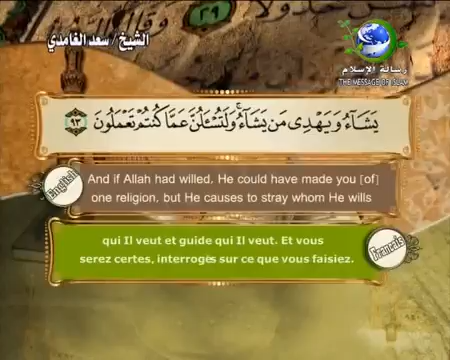 الشيخ / سعد الغامدي
رسالة الإسلام
THE MESSAGE OF ISLAM
يَشَآءُ وَيَهْدِى مَن يَشَآءُ ۚ وَلَتُسْـَٔلُنَّ عَمَّا كُنتُمْ تَعْمَلُونَ ٩٣
English
And if Allah had willed, He could have made you [of]
one religion, but He causes to stray whom He wills
qui Il veut et guide qui Il veut. Et vous
serez certes, interrogés sur ce que vous faisiez.
Francais